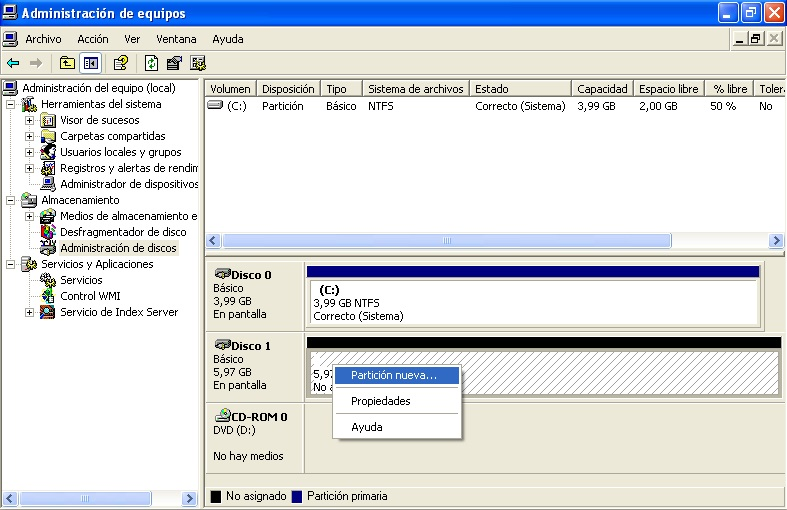 Administración de equipos
Archivo Acción Ver Ventana Ayuda
Administración del equipo (local)
Herramientas del sistema
Visor de sucesos
Carpetas compartidas
Usuarios locales y grupos
Registros y alertas de rendim
Administrador de dispositivos
Almacenamiento
Medios de almacenamiento e
Desfragmentador de disco
Administración de discos
Servicios y Aplicaciones
Servicios
Control WMI
Servicio de Index Server
Volumen Disposición Tipo Sistema de archivos Estado Capacidad Espacio libre % libre Tolera
(C:) Partición Básico NTFS Correcto (Sistema) 3,99 GB 2,00 GB 50 % No
Disco 0
Básico
3,99 GB
En pantalla
(C:)
3,99 GB NTFS
Correcto (Sistema)
Disco 1
Básico
5,97 GB
En pantalla
5,97
No a
Partición nueva...
Propiedades
Ayuda
CD-ROM 0
DVD (D:)
No hay medios
No asignado Partición primaria